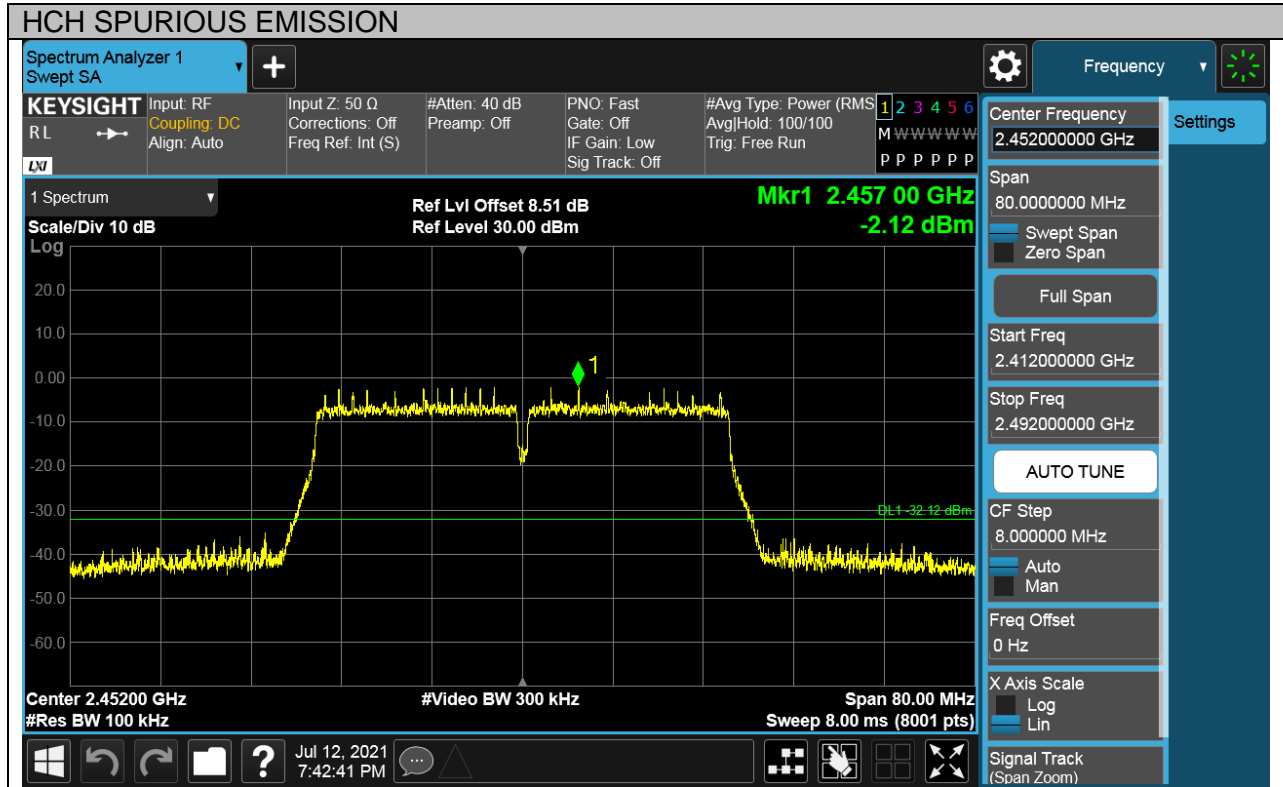 HCH SPURIOUS EMISSION
Spectrum Analyzer 1
Swept SA
Frequency
KEYSIGHT
RL
LXI
Input: RF
Coupling: DC
Align: Auto
Input Z: 50 Ω
Corrections: Off
Freq Ref: Int (S)
#Atten: 40 dB
Preamp: Off
PNO: Fast
Gate: Off
IF Gain: Low
Sig Track: Off
#Avg Type: Power (RMS
Avg|Hold: 100/100
Trig: Free Run
1 2 3 4 5 6
M W W W W W
P P P P P P
1 Spectrum
Scale/Div 10 dB
Ref Lvl Offset 8.51 dB
Ref Level 30.00 dBm
Mkr1 2.457 00 GHz
-2.12 dBm
Log
20.0
10.0
0.00
-10.0
-20.0
-30.0
-40.0
-50.0
-60.0
1
DL1 -32.12 dBm
Center 2.45200 GHz
#Res BW 100 kHz
#Video BW 300 kHz
Span 80.00 MHz
Sweep 8.00 ms (8001 pts)
Center Frequency
2.452000000 GHz
Settings
Span
80.0000000 MHz
Swept Span
Zero Span
Full Span
Start Freq
2.412000000 GHz
Stop Freq
2.492000000 GHz
AUTO TUNE
CF Step
8.000000 MHz
Auto
Man
Freq Offset
0 Hz
X Axis Scale
Log
Lin
Signal Track
(Span Zoom)
?
Jul 12, 2021
7:42:41 PM